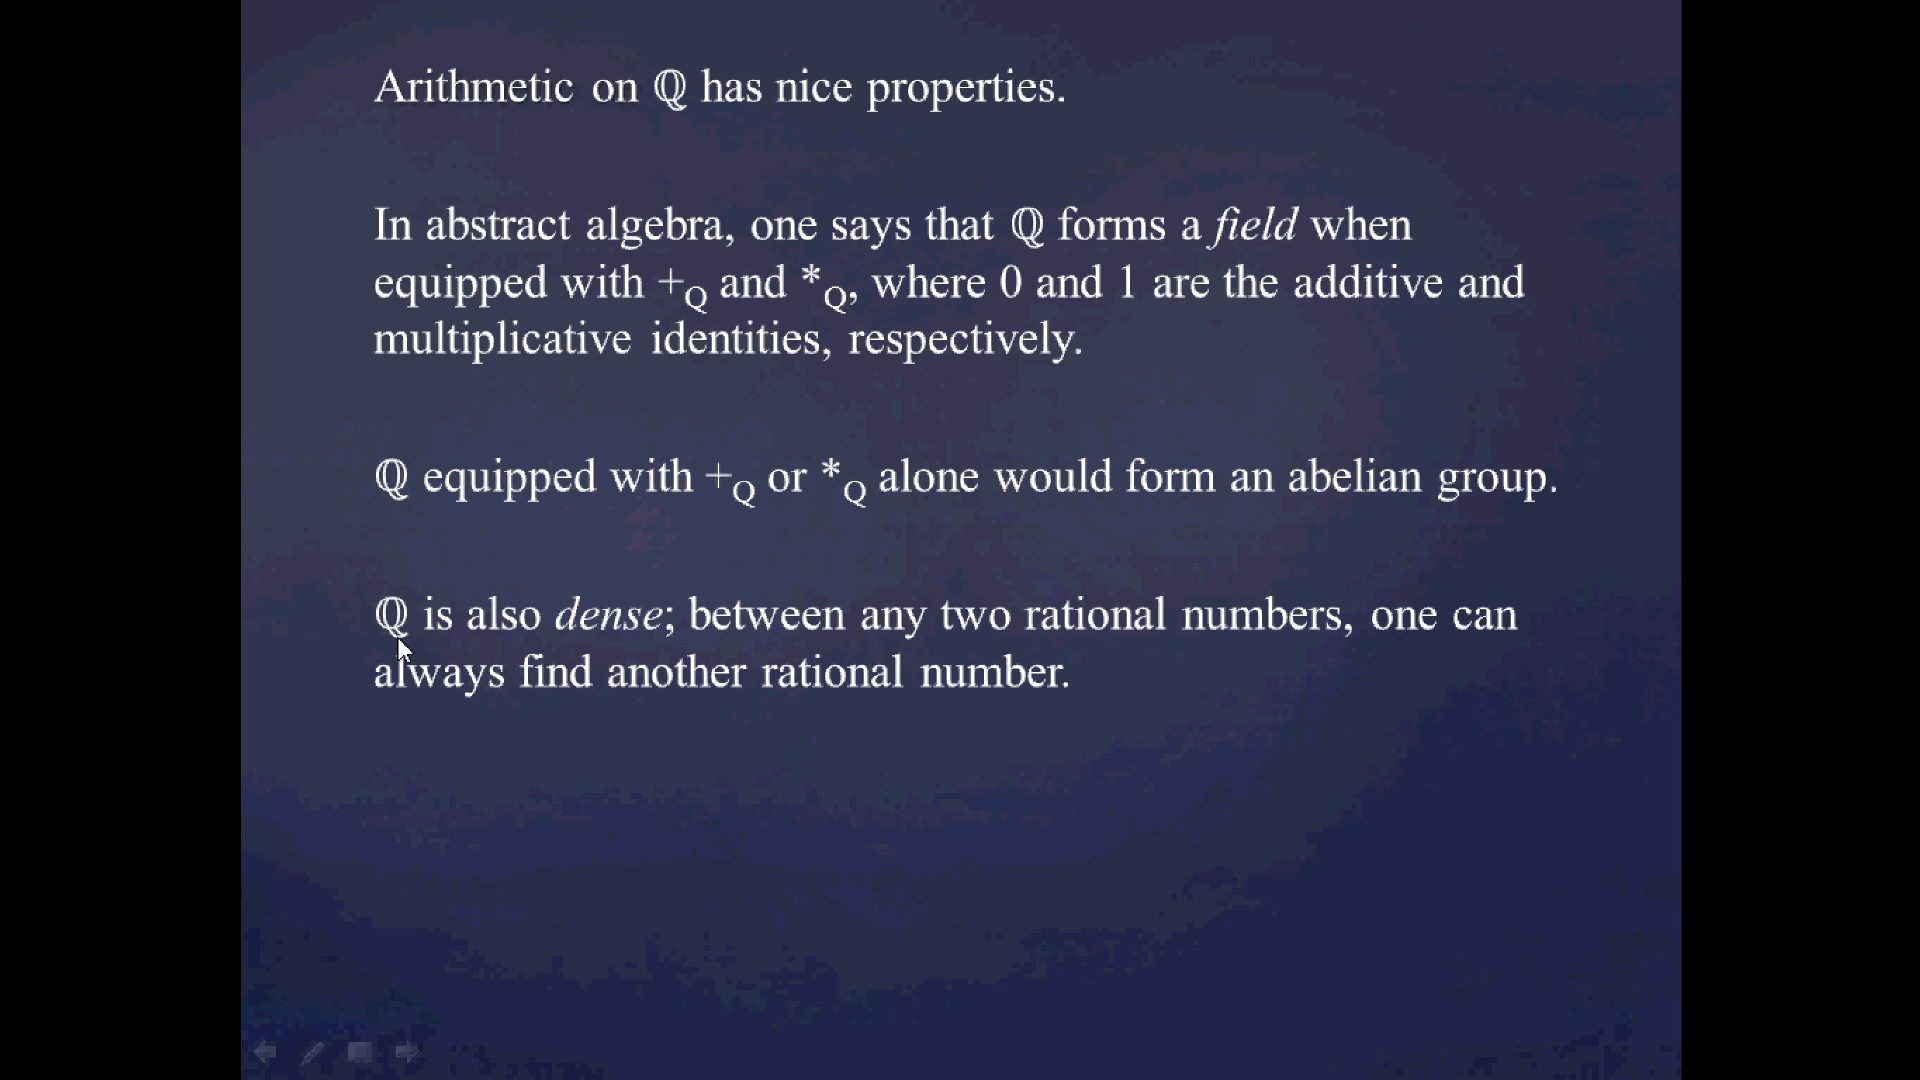 Arithmetic on ℚ has nice properties.
In abstract algebra, one says that ℚ forms a field when
equipped with +Q and *Q, where 0 and 1 are the additive and
multiplicative identities, respectively.
ℚ equipped with +Q or *Q alone would form an abelian group.
ℚ is also dense; between any two rational numbers, one can
always find another rational number.